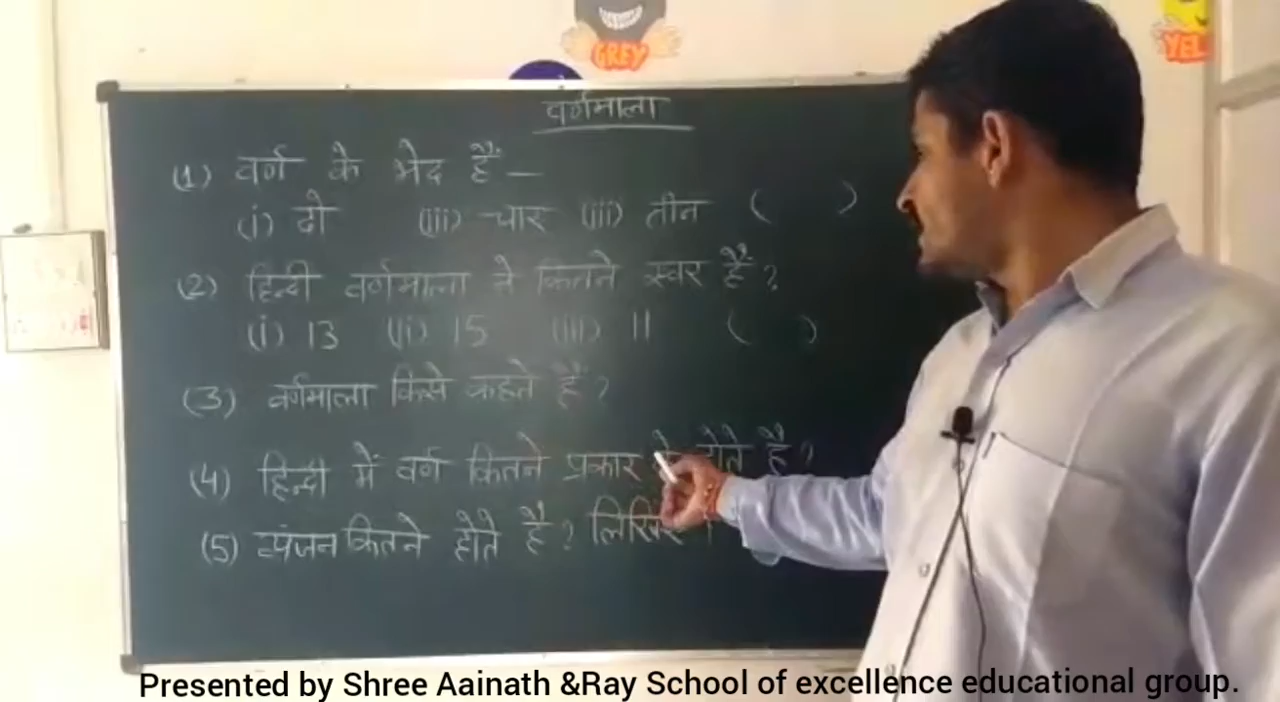 GREY
YEL
वर्णमाला
(1) वर्ण के भेद हैं —
(i) दो (iii) चार (iii) तीन ( )
(2) हिन्दी वर्णमाला ने कितने स्वर हैं ?
(i) 13 (ii) 15 (iii) 11 ( )
(3) वर्णमाला किसे कहते हैं ?
(4) हिन्दी में वर्ण कितने प्रकार के होते है ?
(5) व्यंजन कितने होते है ? लिखिए ।
Presented by Shree Aainath &Ray School of excellence educational group.